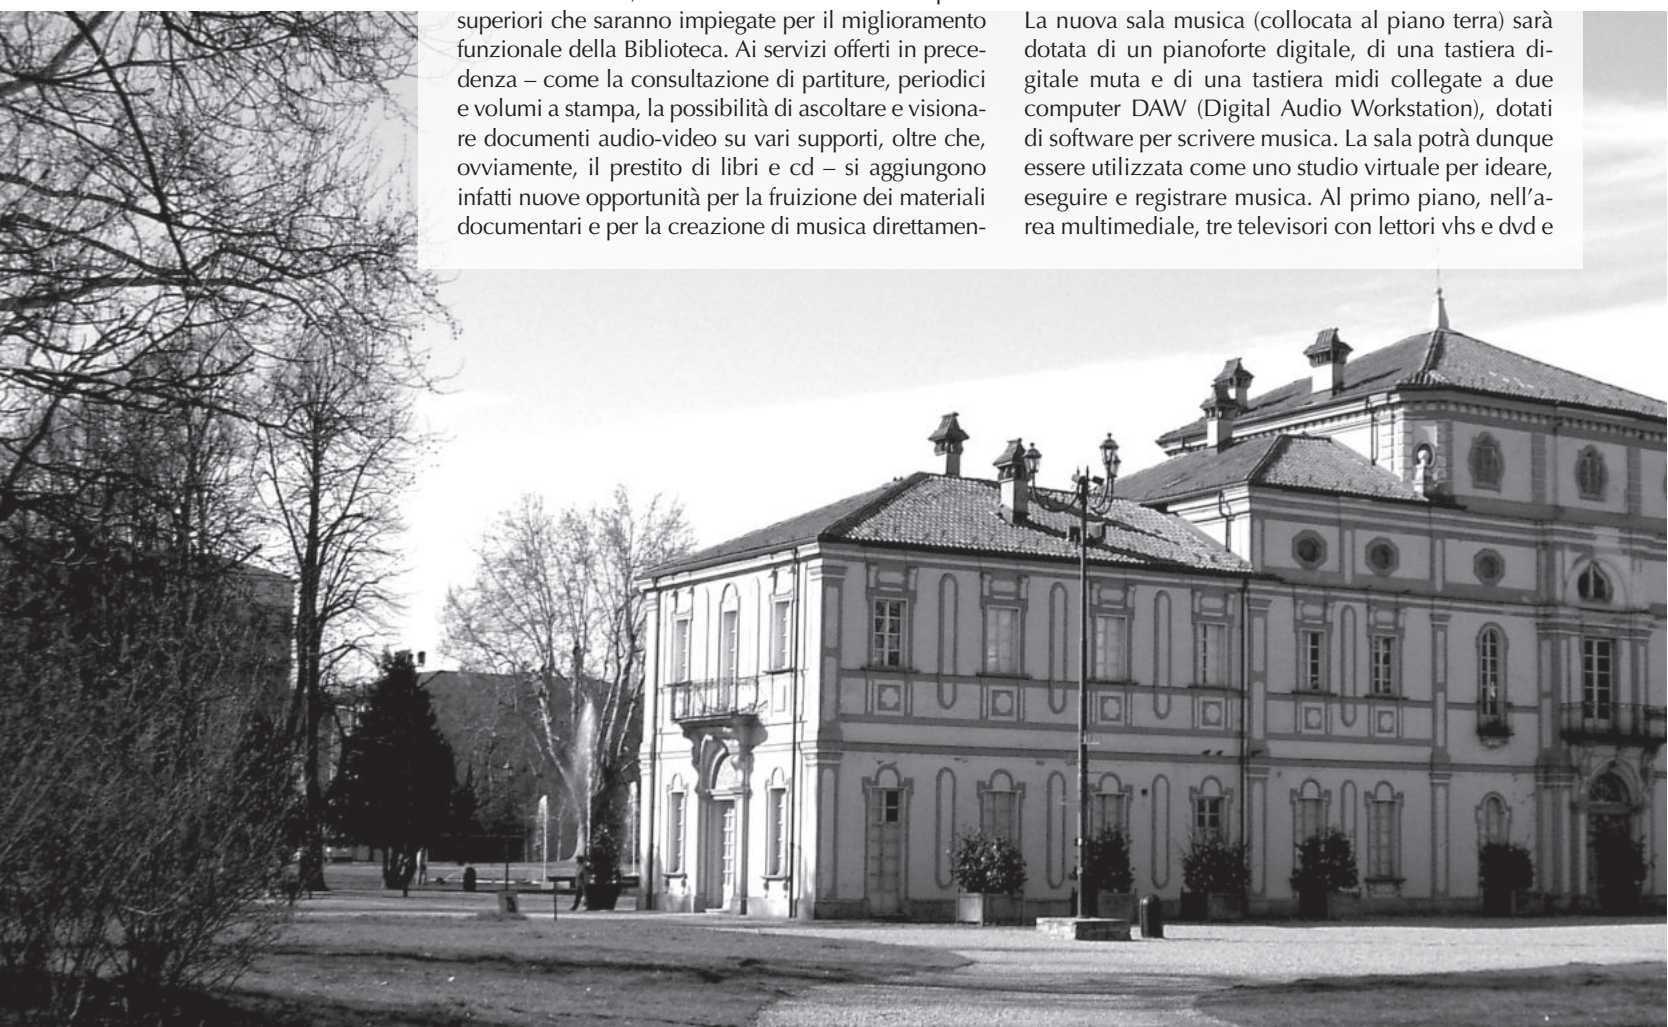 superiori che saranno impiegate per il miglioramento
funzionale della Biblioteca. Ai servizi offerti in prece-
denza – come la consultazione di partiture, periodici
e volumi a stampa, la possibilità di ascoltare e visiona-
re documenti audio-video su vari supporti, oltre che,
ovviamente, il prestito di libri e cd – si aggiungono
infatti nuove opportunità per la fruizione dei materiali
documentari e per la creazione di musica direttamen-
La nuova sala musica (collocata al piano terra) sarà
dotata di un pianoforte digitale, di una tastiera di-
gitale muta e di una tastiera midi collegate a due
computer DAW (Digital Audio Workstation), dotati
di software per scrivere musica. La sala potrà dunque
essere utilizzata come uno studio virtuale per ideare,
eseguire e registrare musica. Al primo piano, nell’a-
rea multimediale, tre televisori con lettori vhs e dvd e